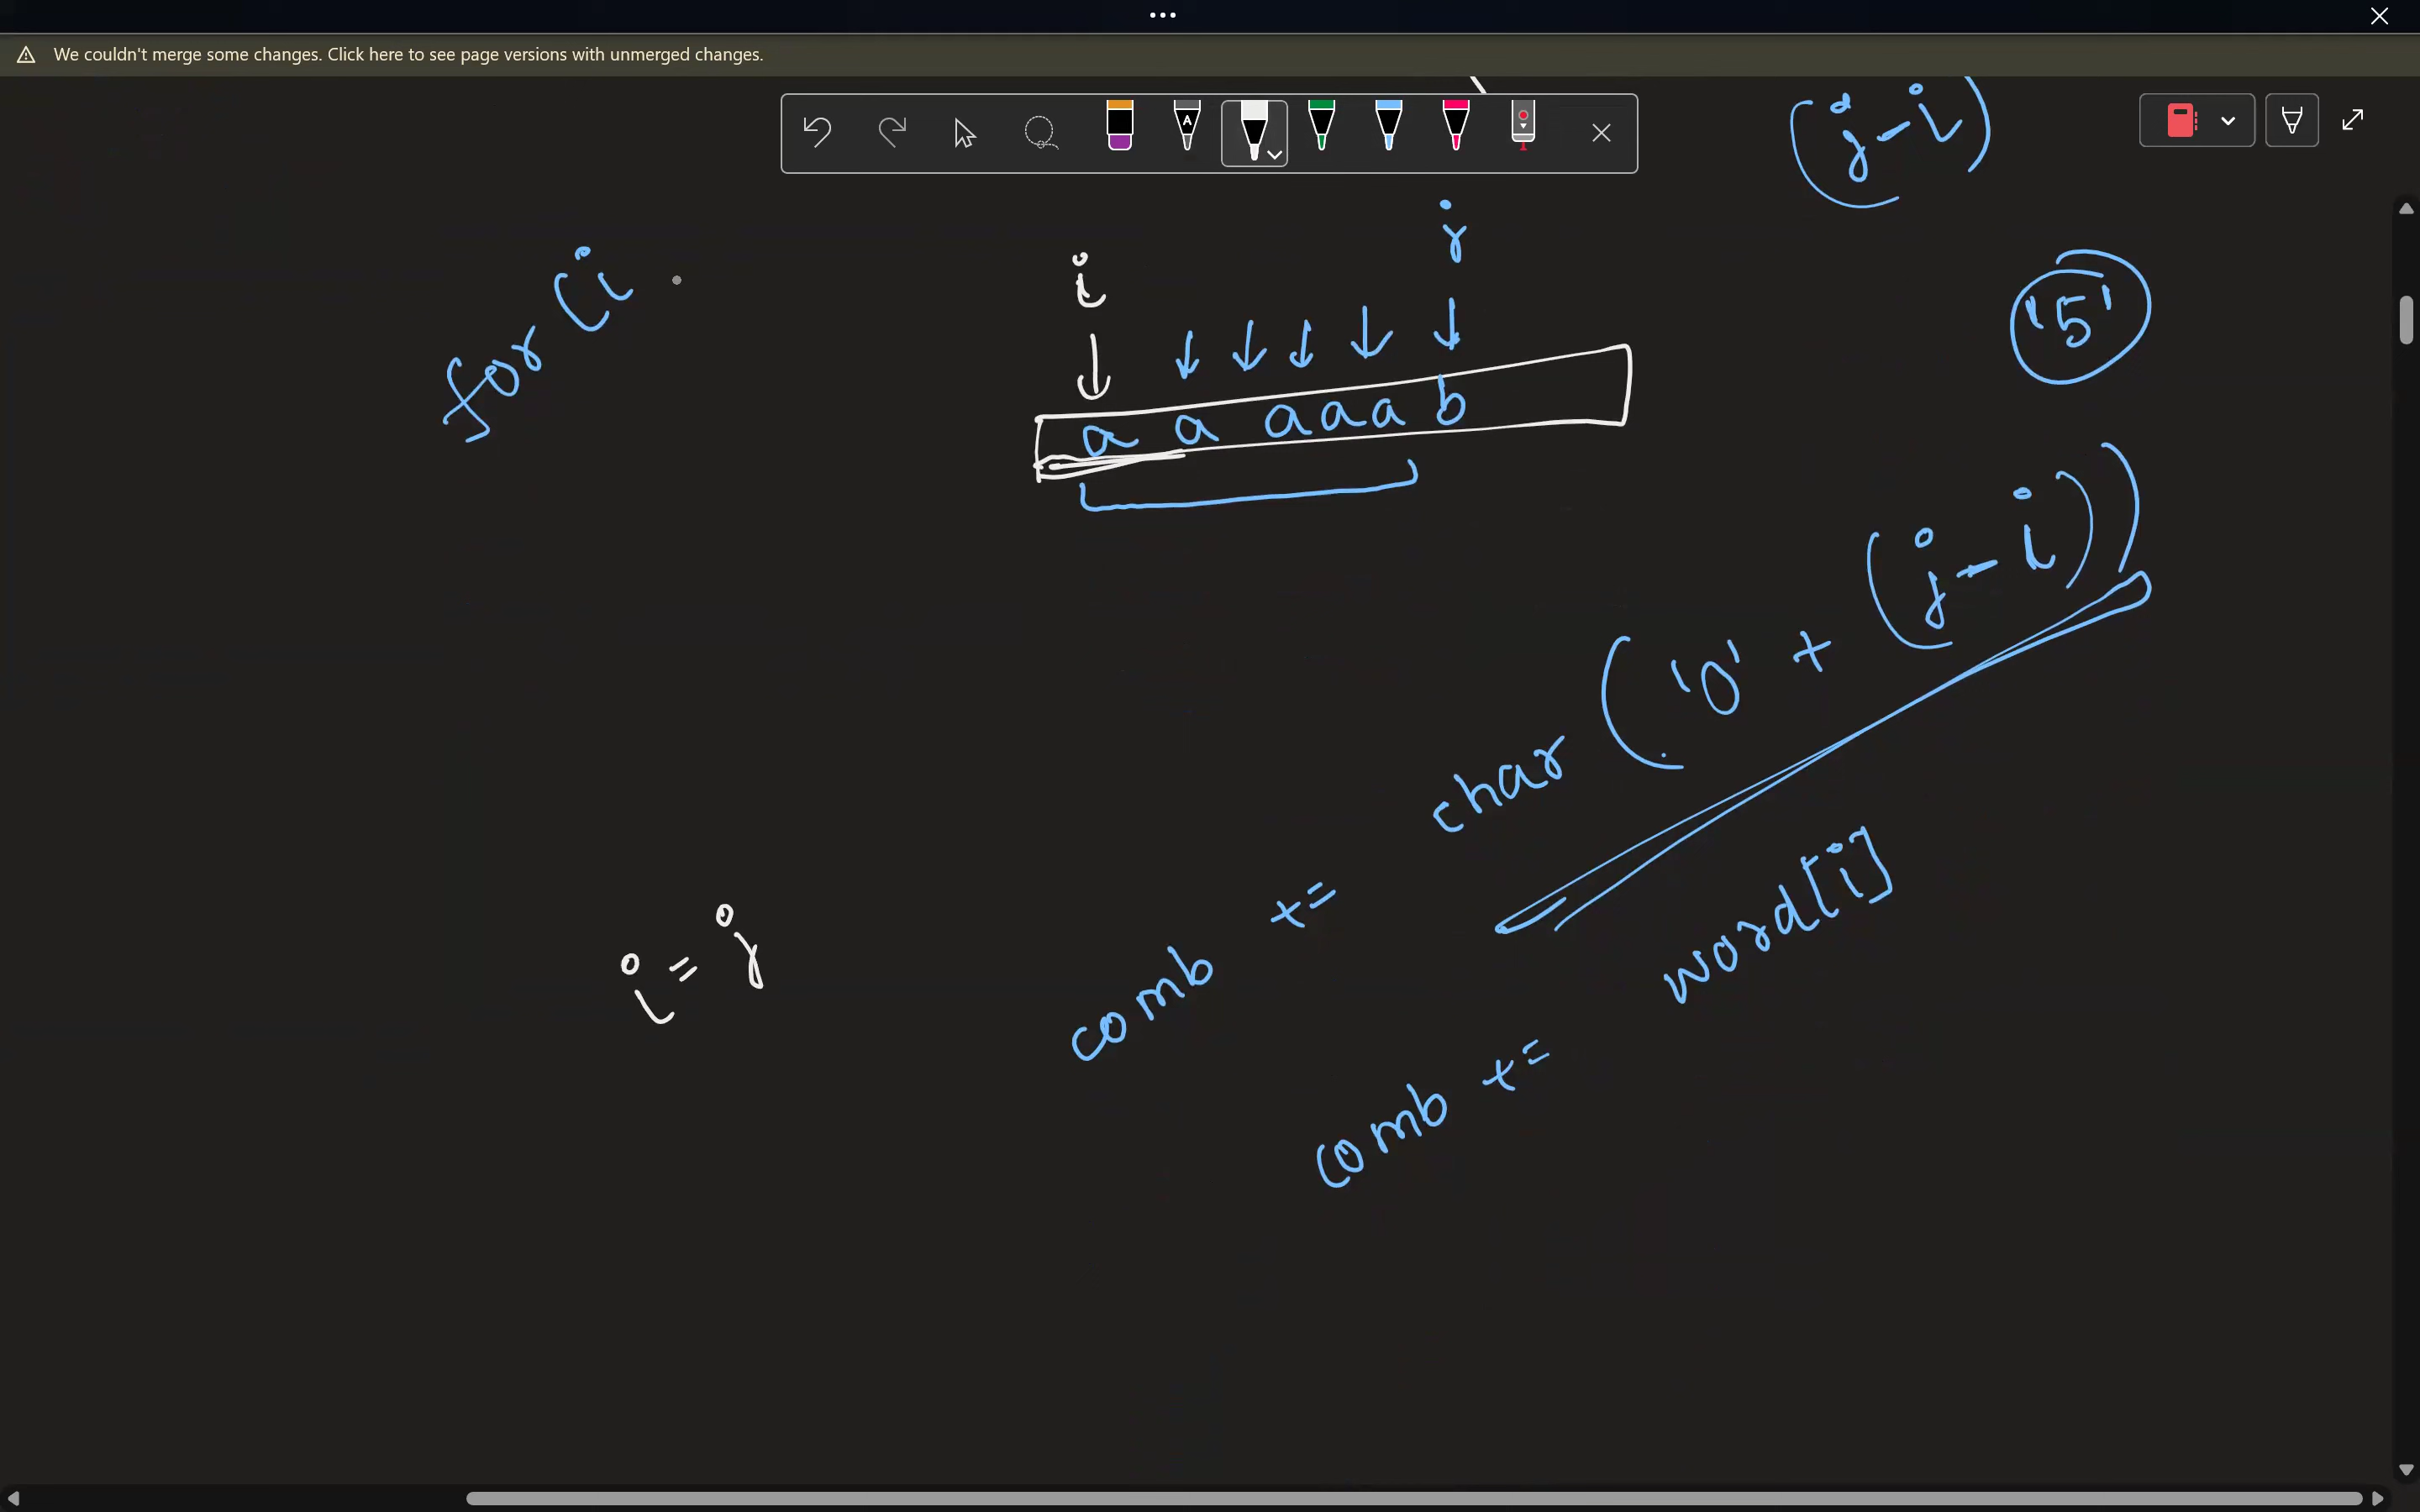 We couldn't merge some changes. Click here to see page versions with unmerged changes.
A
(j-i)
for (i
i
j
'5'
a a a a a b
char ('0' + (j-i))
comb +=
word[i]
i = j
comb +=